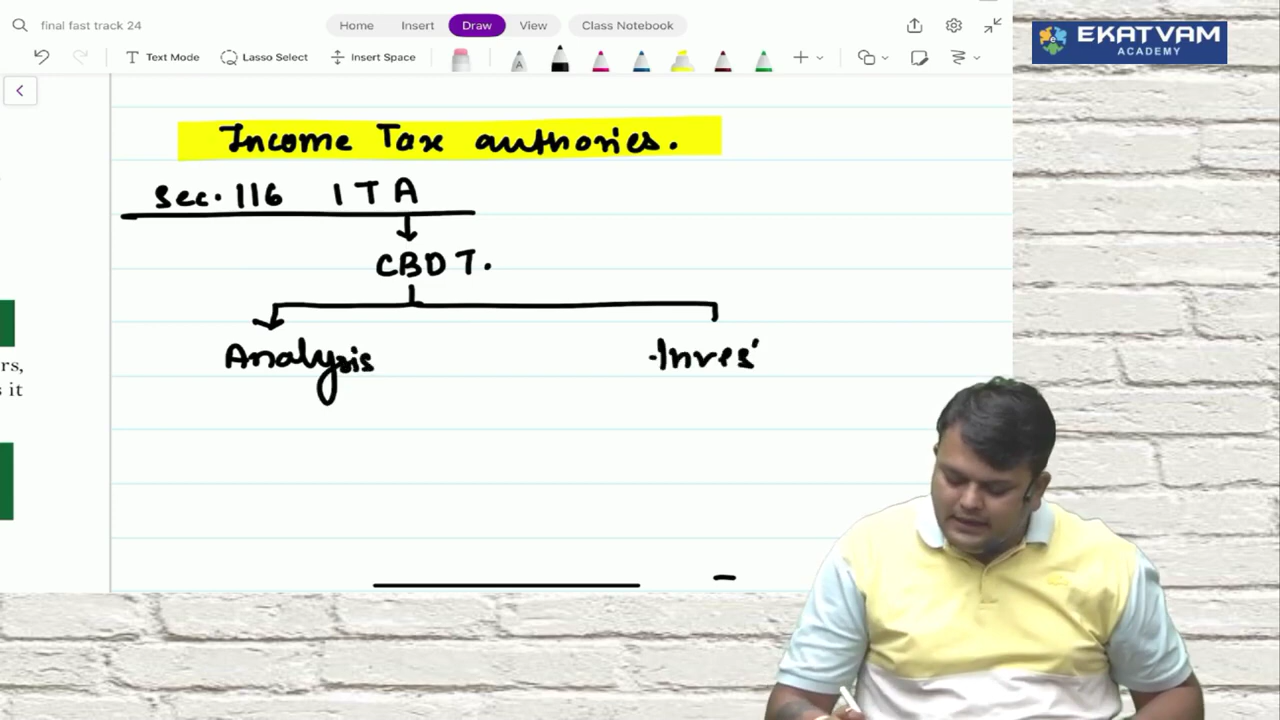 final fast track 24
Home Insert Draw View Class Notebook
EKATVAM
ACADEMY
Text Mode Lasso Select Insert Space
Income Tax authories.
Sec. 116 ITA
CBDT.
Analysis Inves
rs,
s it